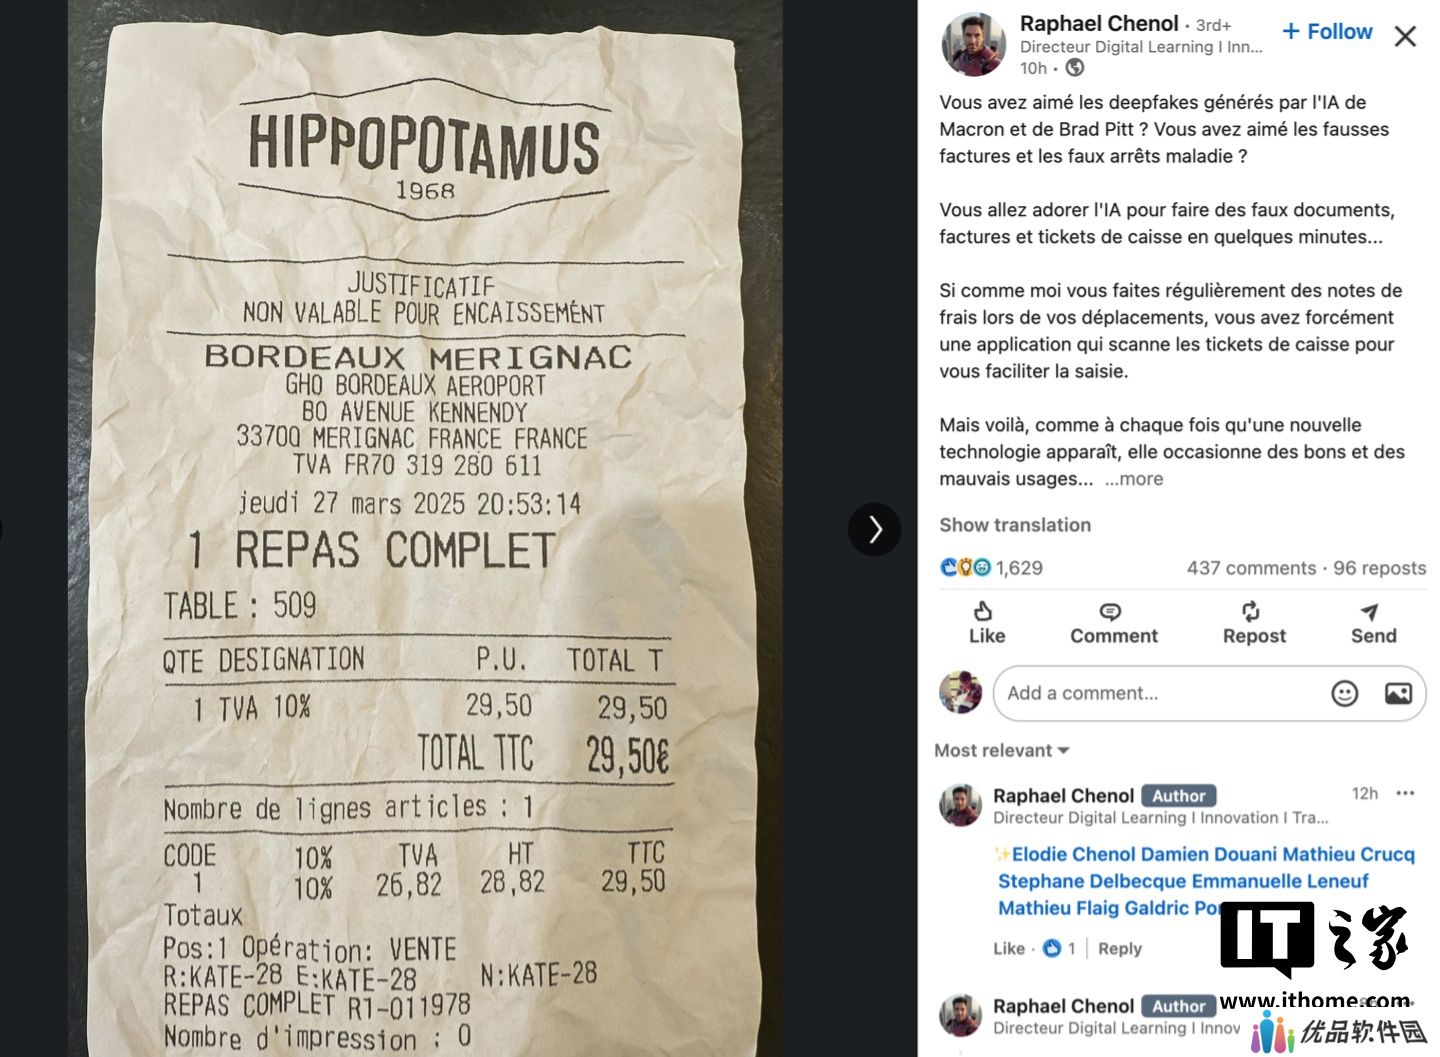 HIPPOPOTAMUS
1968
JUSTIFICATIF
NON VALABLE POUR ENCAISSEMÉNT
BORDEAUX MERIGNAC
GHO BORDEAUX AEROPORT
BO AVENUE KENNENDY
33700 MERIGNAC FRANCE FRANCE
TVA FR70 319 280 611
jeudi 27 mars 2025 20:53:14
1 REPAS COMPLET
TABLE : 509
QTE DESIGNATION P.U. TOTAL T
1 TVA 10% 29,50 29,50
TOTAL TTC 29,50€
Nombre de lignes articles : 1
CODE 10% TVA HT TTC
1 10% 26,82 28,82 29,50
Totaux
Pos:1 Opération: VENTE
R:KATE-28 E:KATE-28 N:KATE-28
REPAS COMPLET R1-011978
Nombre d'impression : 0
Raphael Chenol · 3rd+
+ Follow
Directeur Digital Learning I Inn...
10h ·
Vous avez aimé les deepfakes générés par l'IA de
Macron et de Brad Pitt ? Vous avez aimé les fausses
factures et les faux arrêts maladie ?
Vous allez adorer l'IA pour faire des faux documents,
factures et tickets de caisse en quelques minutes...
Si comme moi vous faites régulièrement des notes de
frais lors de vos déplacements, vous avez forcément
une application qui scanne les tickets de caisse pour
vous faciliter la saisie.
Mais voilà, comme à chaque fois qu'une nouvelle
technologie apparaît, elle occasionne des bons et des
mauvais usages... ...more
Show translation
1,629 437 comments · 96 reposts
Like Comment Repost Send
Add a comment...
Most relevant
Raphael Chenol Author 12h
Directeur Digital Learning I Innovation I Tra...
Elodie Chenol Damien Douani Mathieu Crucq
Stephane Delbecque Emmanuelle Leneuf
Mathieu Flaig Galdric
Like · 1 | Reply
IT之家
www.ithome.com
Raphael Chenol Author
Directeur Digital Learning I Innov
优品软件园